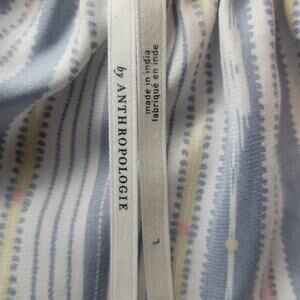 by ANTHROPOLOGIE
made in india
fabriqué en inde
L